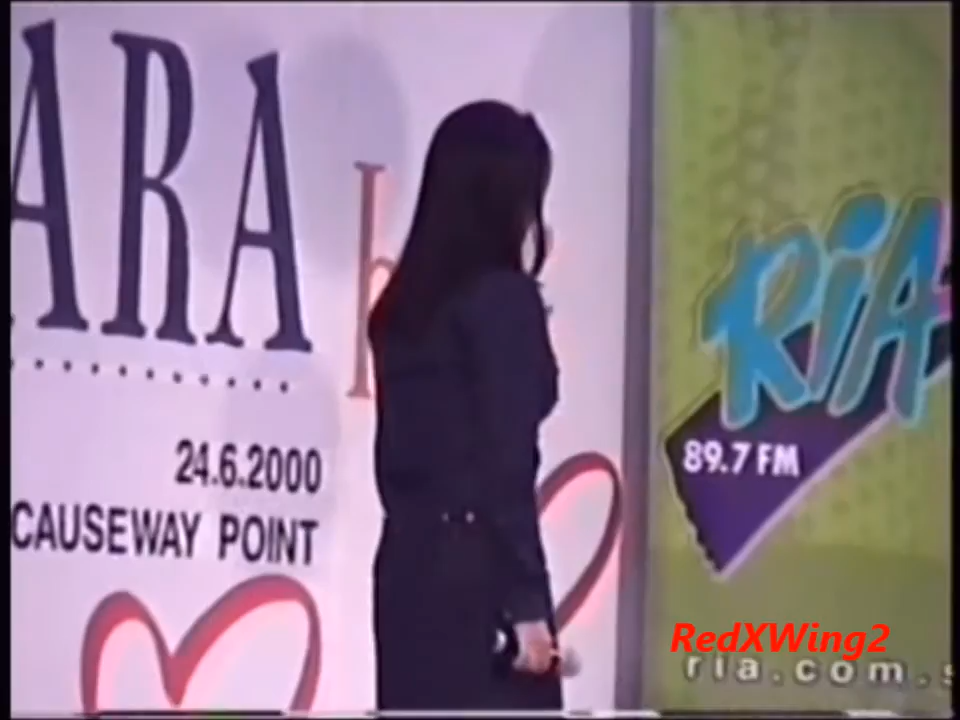 ARA
h
24.6.2000
CAUSEWAY POINT
RiA
89.7 FM
RedXWing2
ria.com.s